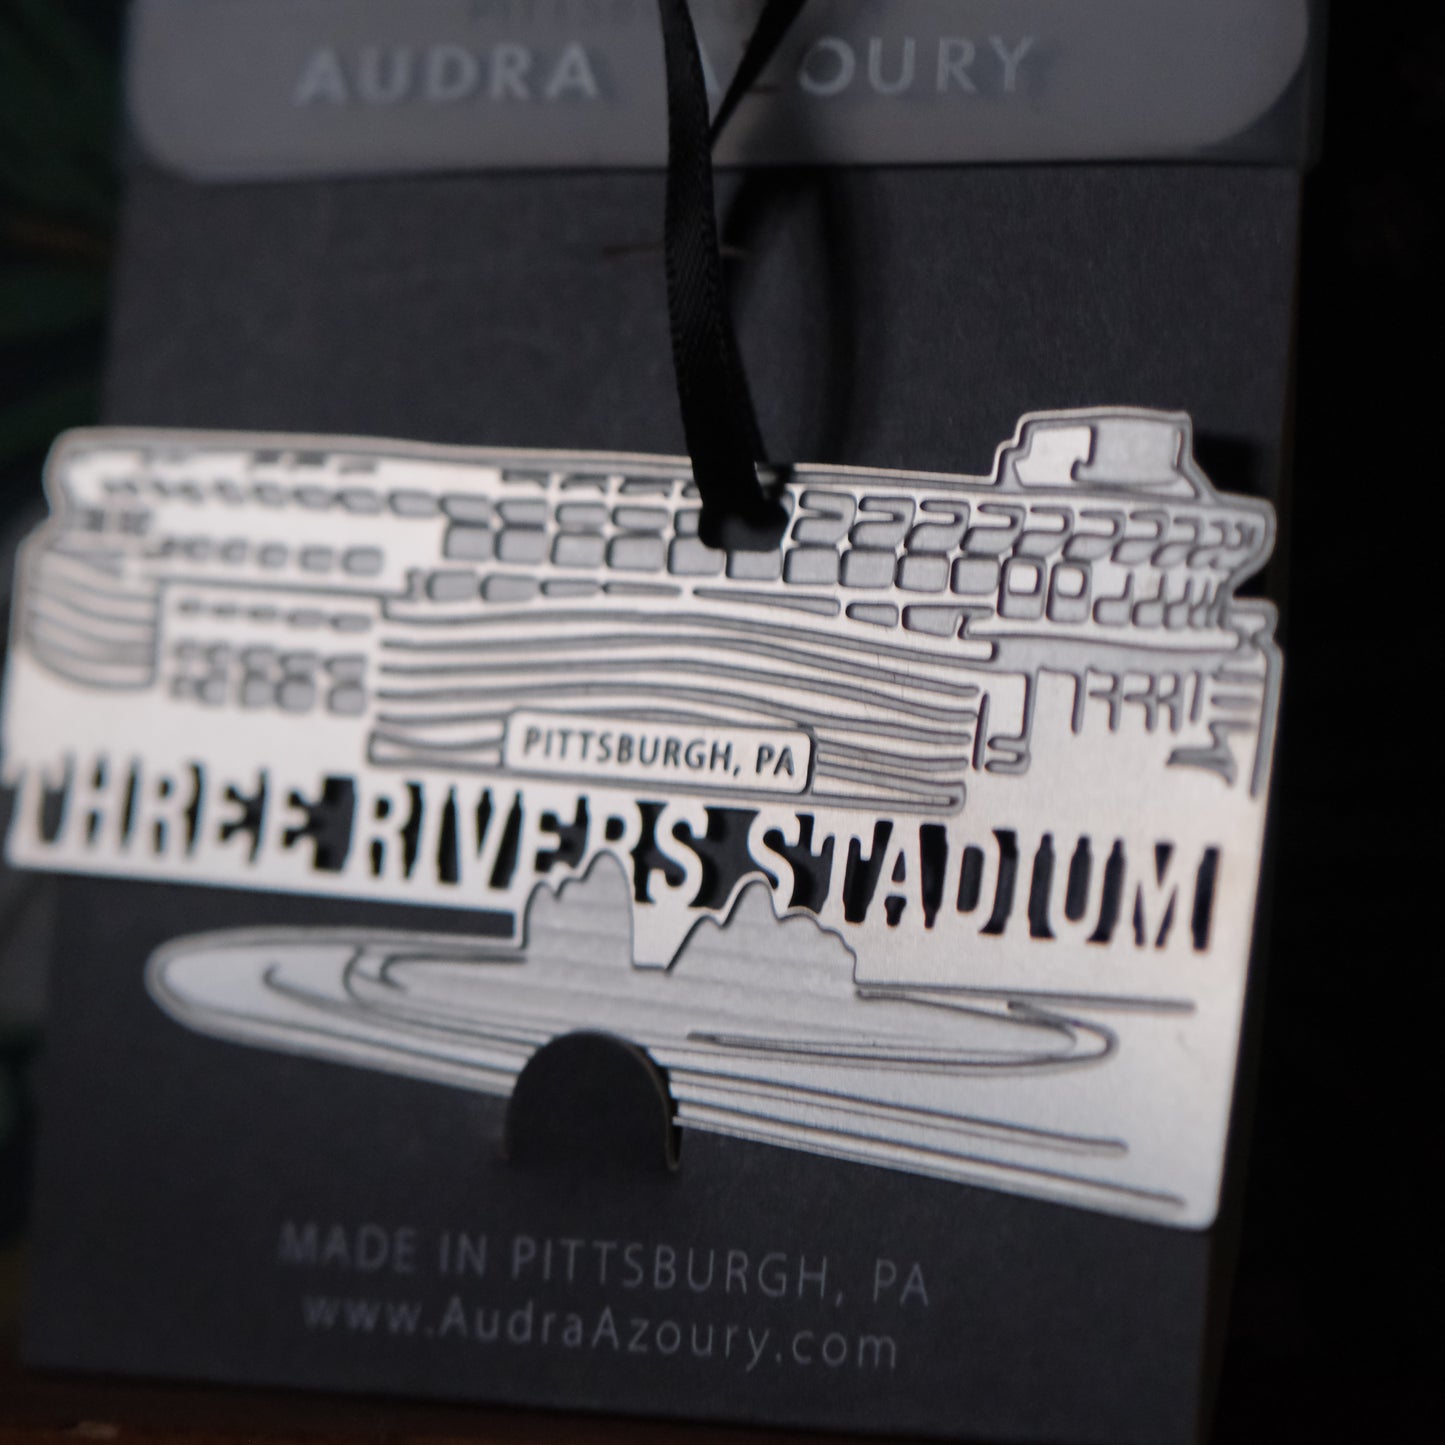 AUDRA AZOURY
PITTSBURGH, PA
THREE RIVERS STADIUM
MADE IN PITTSBURGH, PA
www.AudraAzoury.com